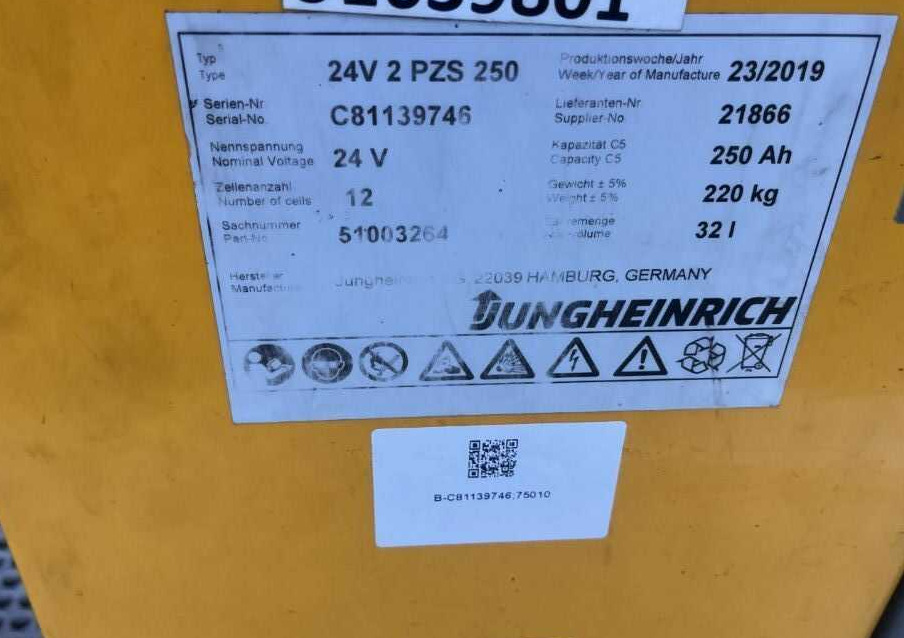 Typ
Type
24V 2 PZS 250
Produktionswoche/Jahr
Week/Year of Manufacture
23/2019
Serien-Nr
Serial-No.
C81139746
Lieferanten-Nr
Supplier-No.
21866
Nennspannung
Nominal Voltage
24 V
Kapazität C5
Capacity C5
250 Ah
Zellenanzahl
Number of cells
12
Gewicht ± 5%
Weight ± 5%
220 kg
Sachnummer
Part-No.
51003264
32 l
22039 HAMBURG, GERMANY
JUNGHEINRICH
B-C81139746;75010